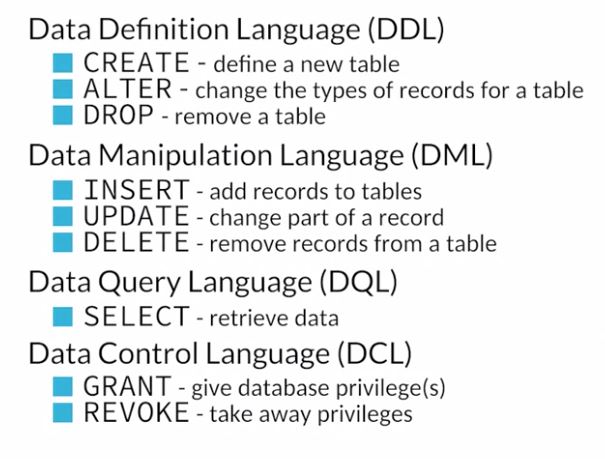 Data Definition Language (DDL)
CREATE - define a new table
ALTER - change the types of records for a table
DROP - remove a table
Data Manipulation Language (DML)
INSERT - add records to tables
UPDATE - change part of a record
DELETE - remove records from a table
Data Query Language (DQL)
SELECT - retrieve data
Data Control Language (DCL)
GRANT - give database privilege(s)
REVOKE - take away privileges